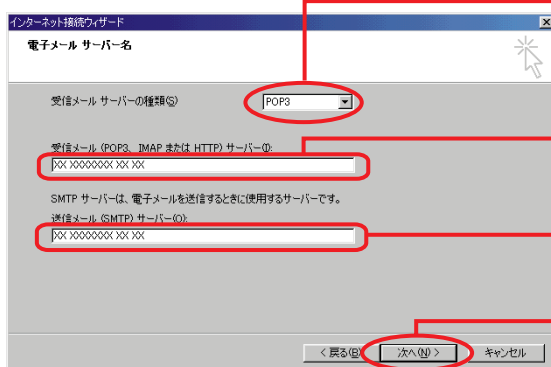 インターネット接続ウィザード
電子メール サーバー名
受信メール サーバーの種類(S)
POP3
受信メール (POP3、IMAP または HTTP) サーバー(I):
XX XXXXXXX XX XX
SMTP サーバーは、電子メールを送信するときに使用するサーバーです。
送信メール (SMTP) サーバー(O):
XX XXXXXXX XX XX
< 戻る(B) 次へ(N) > キャンセル